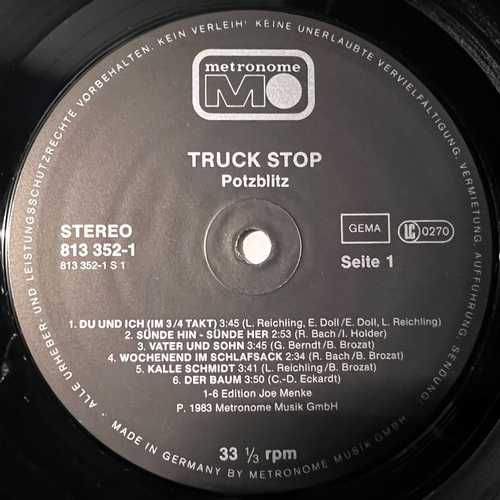 ALLE URHEBER- UND LEISTUNGSSCHUTZRECHTE VORBEHALTEN. KEIN VERLEIH! KEINE UNERLAUBTE VERVIELFÄLTIGUNG, VERMIETUNG, AUFFÜHRUNG, SENDUNG!
metronome
MO
TRUCK STOP
Potzblitz
STEREO
813 352-1
813 352-1 S 1
GEMA
LC 0270
Seite 1
1. DU UND ICH (IM 3/4 TAKT) 3:45 (L. Reichling, E. Doll/E. Doll, L. Reichling)
2. SÜNDE HIN - SÜNDE HER 2:53 (R. Bach/I. Holder)
3. VATER UND SOHN 3:45 (G. Berndt/B. Brozat)
4. WOCHENEND IM SCHLAFSACK 2:34 (R. Bach/B. Brozat)
5. KALLE SCHMIDT 3:41 (L. Reichling/B. Brozat)
6. DER BAUM 3:50 (C.-D. Eckardt)
1-6 Edition Joe Menke
P. 1983 Metronome Musik GmbH
33 1/3 rpm
MADE IN GERMANY BY METRONOME MUSIK GMBH